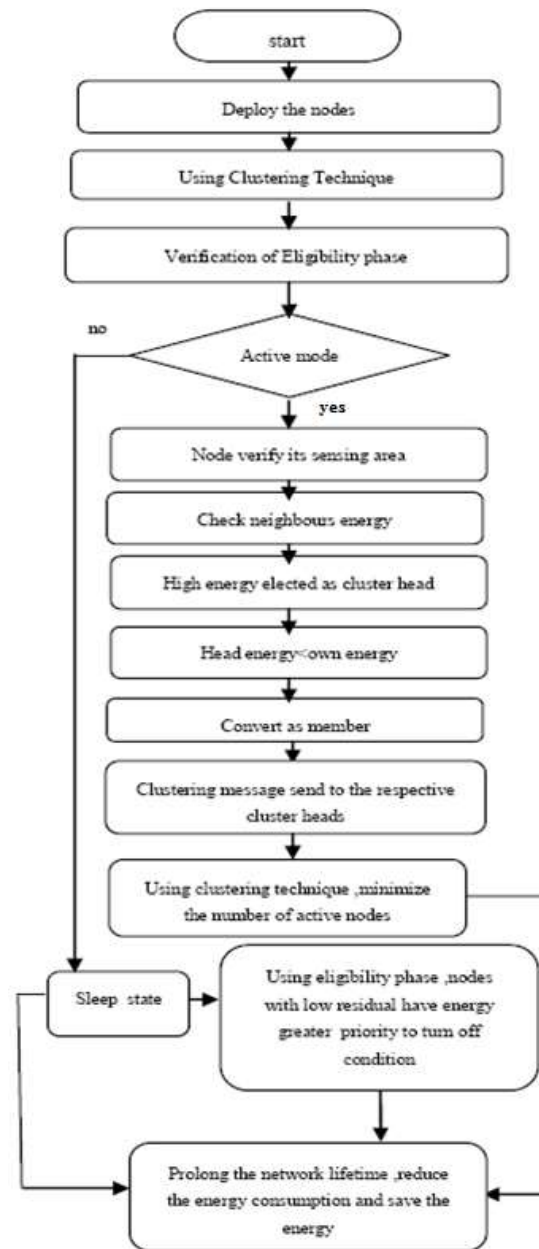 start
Deploy the nodes
Using Clustering Technique
Verification of Eligibility phase
no
Active mode
yes
Node verify its sensing area
Check neighbours energy
High energy elected as cluster head
Head energy<own energy
Convert as member
Clustering message send to the respective
cluster heads
Using clustering technique ,minimize
the number of active nodes
Sleep state
Using eligibility phase ,nodes
with low residual have energy
greater priority to turn off
condition
Prolong the network lifetime ,reduce
the energy consumption and save the
energy